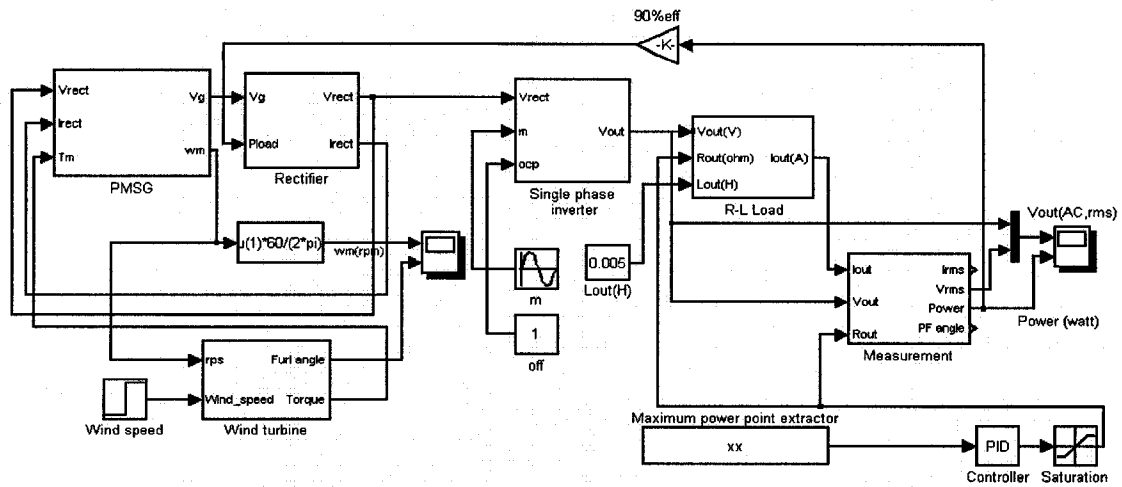 90%eff
-K-
Vrect
Irect
Tm
Vg
wm
PMSG
Vg
Pload
Vrect
Irect
Rectifier
Vrect
m
ocp
Vout
Single phase
inverter
Vout(V)
Rout(ohm)
Lout(H)
Iout(A)
R-L Load
u(1)*60/(2*pi)
wm(rpm)
m
0.005
Lout(H)
1
off
Vout(AC,rms)
Iout
Vout
Rout
Irms
Vrms
Power
PF angle
Measurement
Power (watt)
rps
Wind_speed
Furl angle
Torque
Wind turbine
Wind speed
Maximum power point extractor
xx
PID
Controller
Saturation